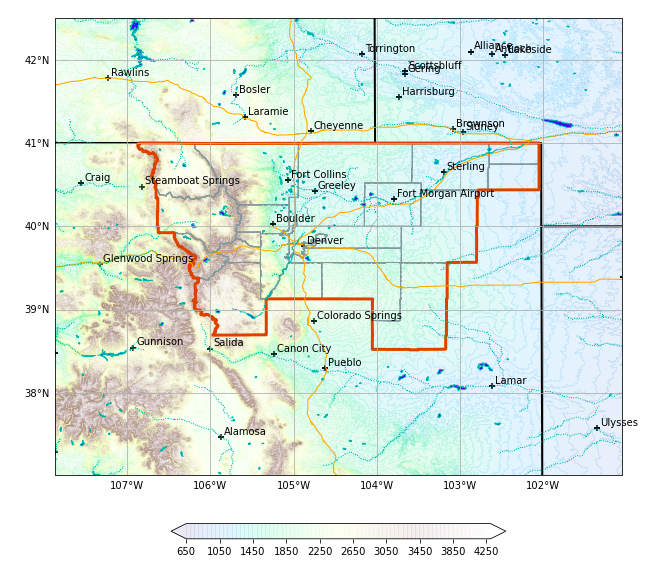 42°N
41°N
40°N
39°N
38°N
Torrington
Alliance
Lakeside
Scottsbluff
Gering
Rawlins
Bosler
Harrisburg
Laramie
Cheyenne
Brownson
Sidney
Sterling
Craig
Steamboat Springs
Fort Collins
Greeley
Fort Morgan Airport
Boulder
Denver
Glenwood Springs
Colorado Springs
Gunnison
Salida
Canon City
Pueblo
Lamar
Alamosa
Ulysses
107°W 106°W 105°W 104°W 103°W 102°W
650 1050 1450 1850 2250 2650 3050 3450 3850 4250